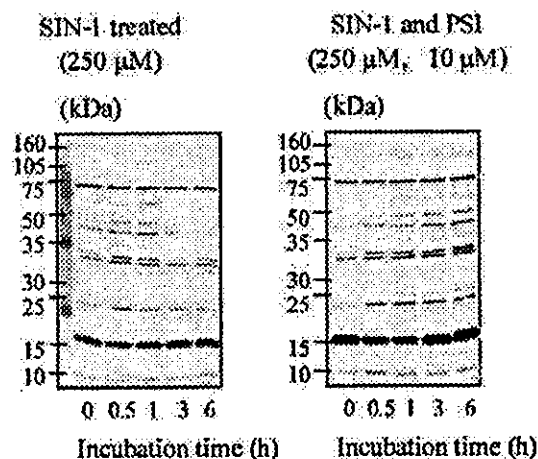 SIN-1 treated
(250 µM)
(kDa)
160
105
75
50
35
30
25
15
10
0 0.5 1 3 6
Incubation time (h)
SIN-1 and PSI
(250 µM, 10 µM)
(kDa)
160
105
75
50
35
30
25
15
10
0 0.5 1 3 6
Incubation time (h)